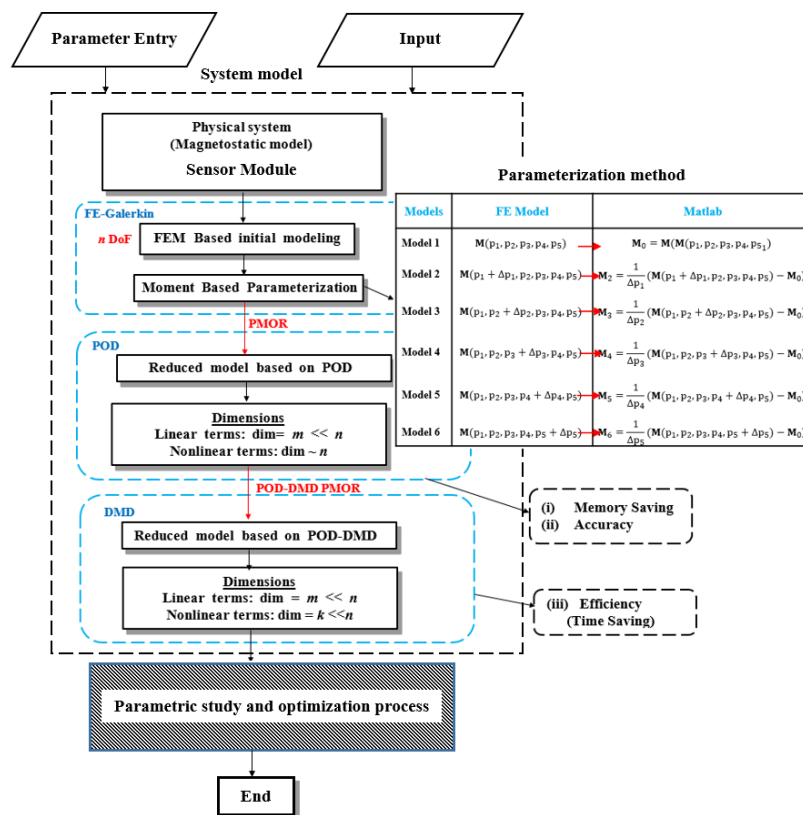 Parameter Entry
Input
System model
Physical system
(Magnetostatic model)
Sensor Module
FE-Galerkin
n DoF
FEM Based initial modeling
Moment Based Parameterization
PMOR
POD
Reduced model based on POD
Dimensions
Linear terms: dim= m << n
Nonlinear terms: dim ~ n
POD-DMD PMOR
DMD
Reduced model based on POD-DMD
Dimensions
Linear terms: dim = m << n
Nonlinear terms: dim = k <<n
Parametric study and optimization process
End
Parameterization method
Models FE Model Matlab
Model 1 M(p₁, p₂, p₃, p₄, p₅) M₀ = M(M(p₁, p₂, p₃, p₄, p₅₁)
Model 2 M(p₁ + Δp₁, p₂, p₃, p₄, p₅) M₂ = 1/Δp₁ (M(p₁ + Δp₁, p₂, p₃, p₄, p₅) − M₀)
Model 3 M(p₁, p₂ + Δp₂, p₃, p₄, p₅) M₃ = 1/Δp₂ (M(p₁, p₂ + Δp₂, p₃, p₄, p₅) − M₀)
Model 4 M(p₁, p₂, p₃ + Δp₃, p₄, p₅) M₄ = 1/Δp₃ (M(p₁, p₂, p₃ + Δp₃, p₄, p₅) − M₀)
Model 5 M(p₁, p₂, p₃, p₄ + Δp₄, p₅) M₅ = 1/Δp₄ (M(p₁, p₂, p₃, p₄ + Δp₄, p₅) − M₀)
Model 6 M(p₁, p₂, p₃, p₄, p₅ + Δp₅) M₆ = 1/Δp₅ (M(p₁, p₂, p₃, p₄, p₅ + Δp₅) − M₀)
(i) Memory Saving
(ii) Accuracy
(iii) Efficiency
(Time Saving)